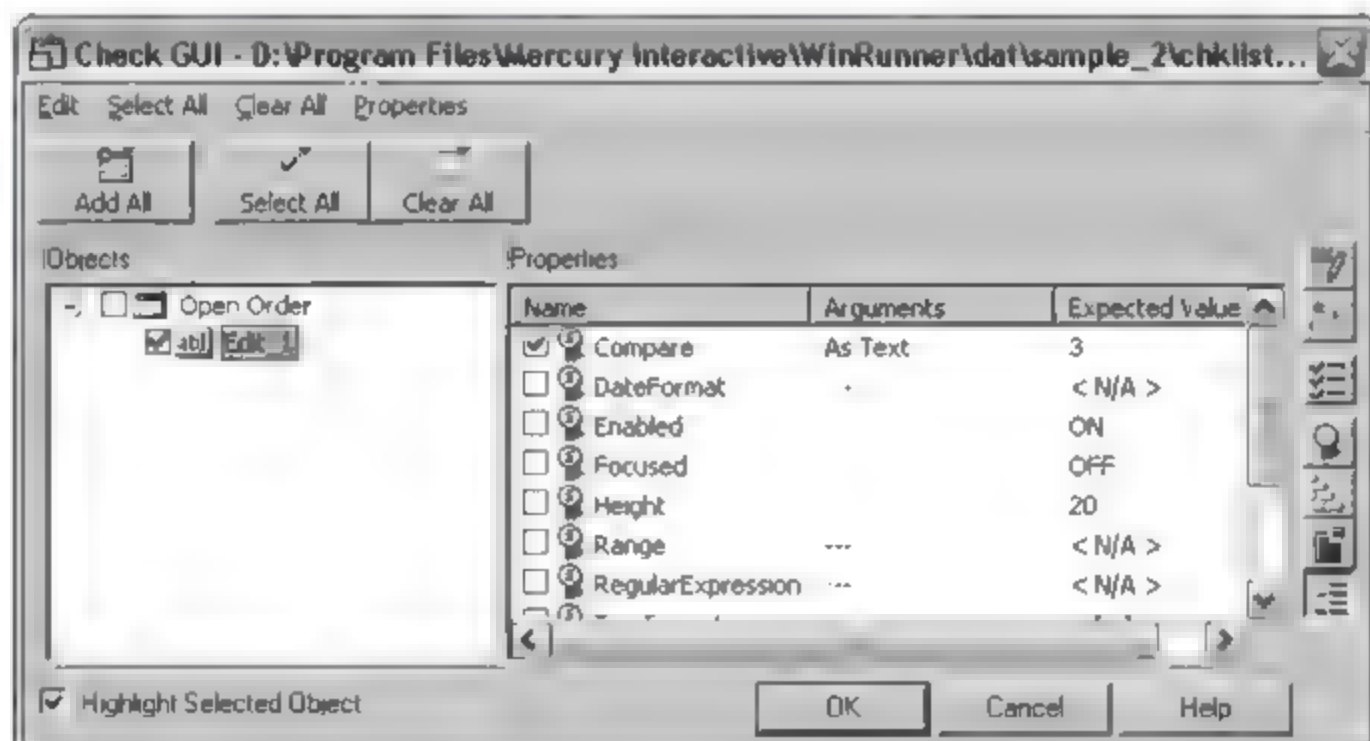 Check GUI - D:\Program Files\Mercury Interactive\WinRunner\dat\sample_2\chklist...
Edit Select All Clear All Properties
Add All Select All Clear All
Objects Properties
Open Order
abl Edit_1
Name Arguments Expected Value
Compare As Text 3
DateFormat < N/A >
Enabled ON
Focused OFF
Height 20
Range --- < N/A >
RegularExpression --- < N/A >
Highlight Selected Object
OK Cancel Help